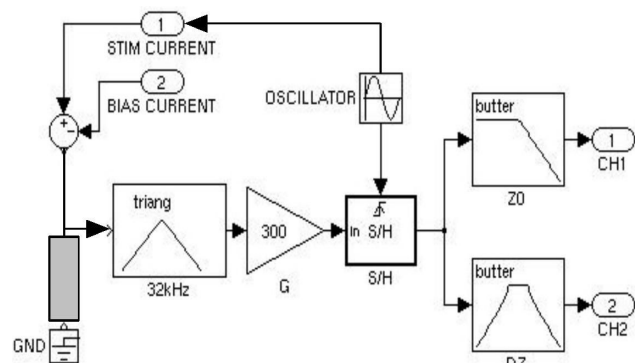 1
STIM CURRENT
2
BIAS CURRENT
OSCILLATOR
+
-
triang
32kHz
300
G
In S/H
S/H
butter
Z0
1
CH1
butter
DZ
2
CH2
GND